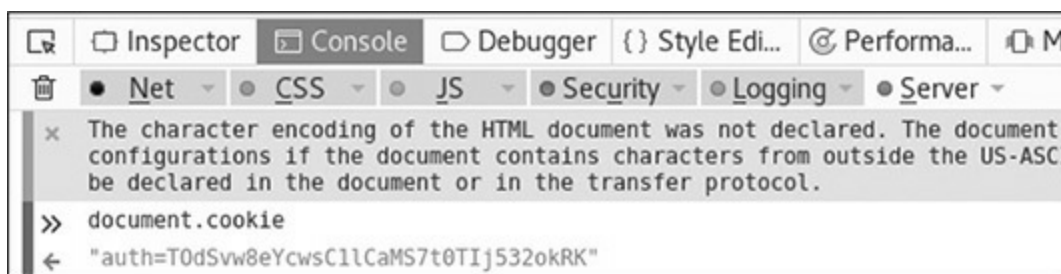 Inspector Console Debugger {} Style Edi... Performa... M
Net CSS JS Security Logging Server
The character encoding of the HTML document was not declared. The document
configurations if the document contains characters from outside the US-ASC
be declared in the document or in the transfer protocol.
» document.cookie
← "auth=TOdSvw8eYcwsC1lCaMS7t0TIj532okRK"